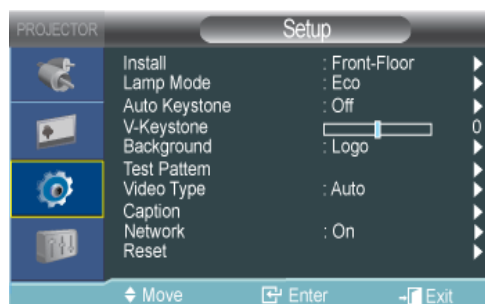 PROJECTOR
Setup
Install : Front-Floor
Lamp Mode : Eco
Auto Keystone : Off
V-Keystone 0
Background : Logo
Test Pattem
Video Type : Auto
Caption
Network : On
Reset
Move Enter Exit